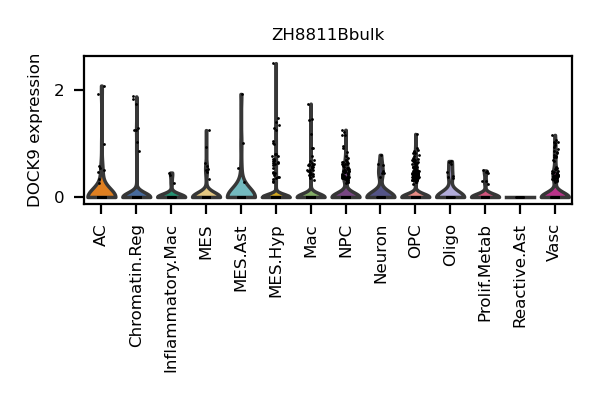 ZH8811Bbulk
DOCK9 expression
2
0
AC
Chromatin.Reg
Inflammatory.Mac
MES
MES.Ast
MES.Hyp
Mac
NPC
Neuron
OPC
Oligo
Prolif.Metab
Reactive.Ast
Vasc